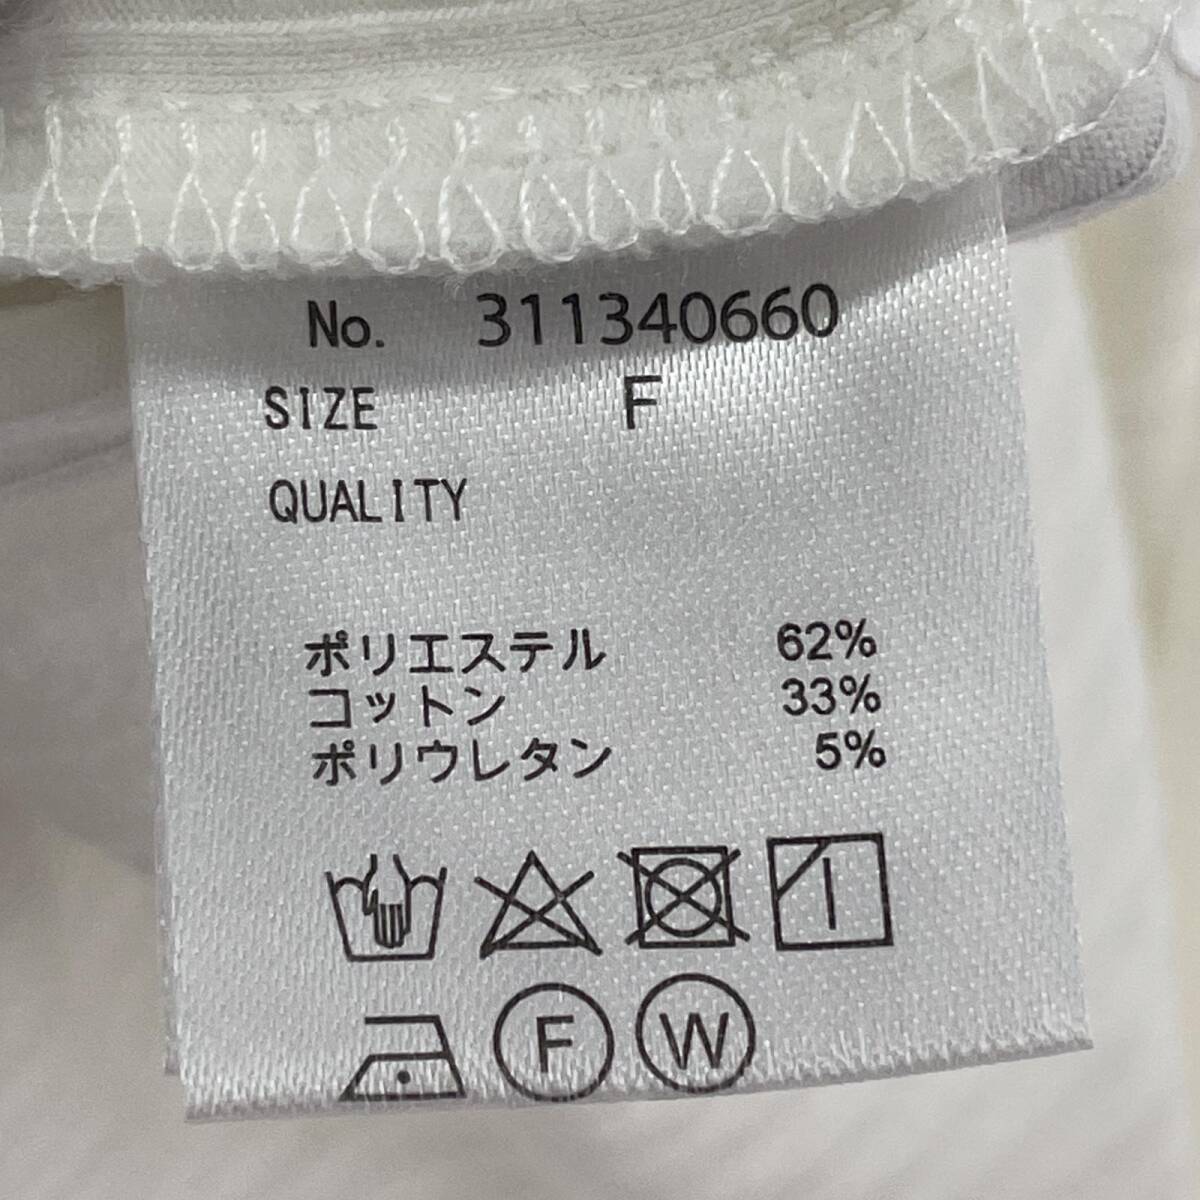 No. 311340660
SIZE F
QUALITY
ポリエステル 62%
コットン 33%
ポリウレタン 5%
F W